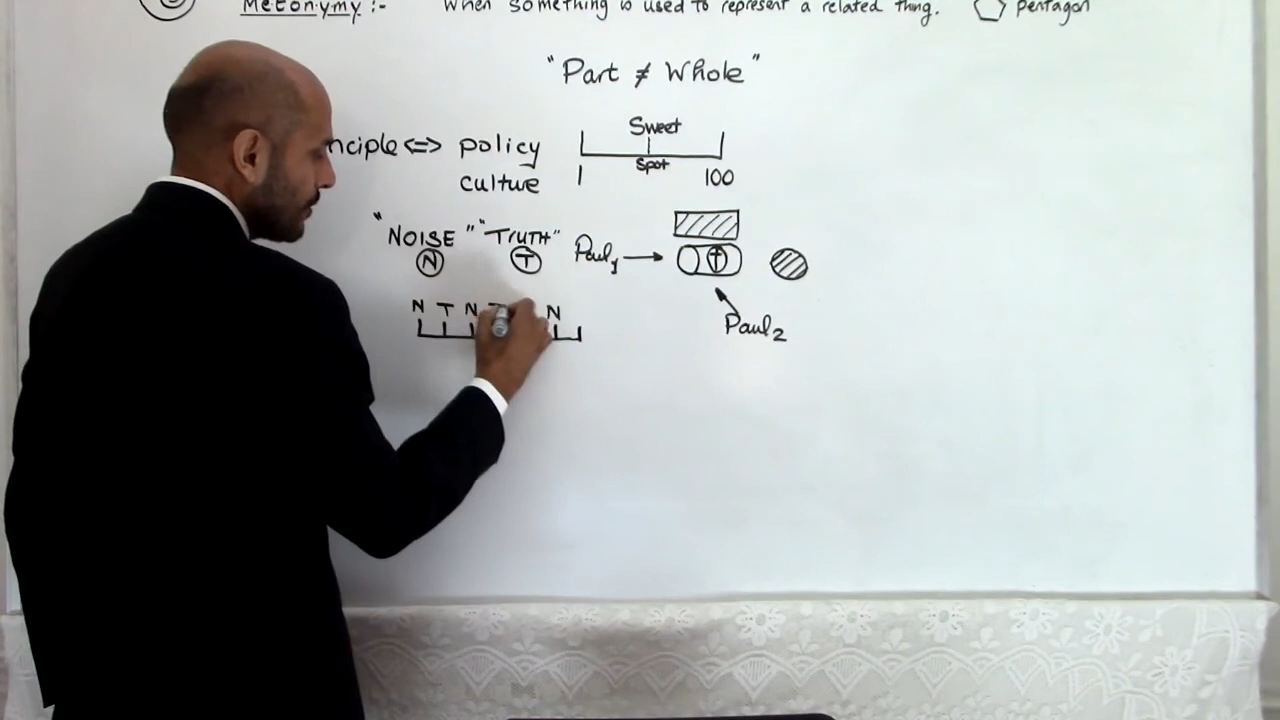 Metonymy :- When something is used to represent a related thing. Pentagon
"Part ≠ Whole"
nciple <=> policy
culture
Sweet
Spot
1 100
"NOISE" "TRUTH"
N T
Paul1 →
T
Paul2
N T N T N